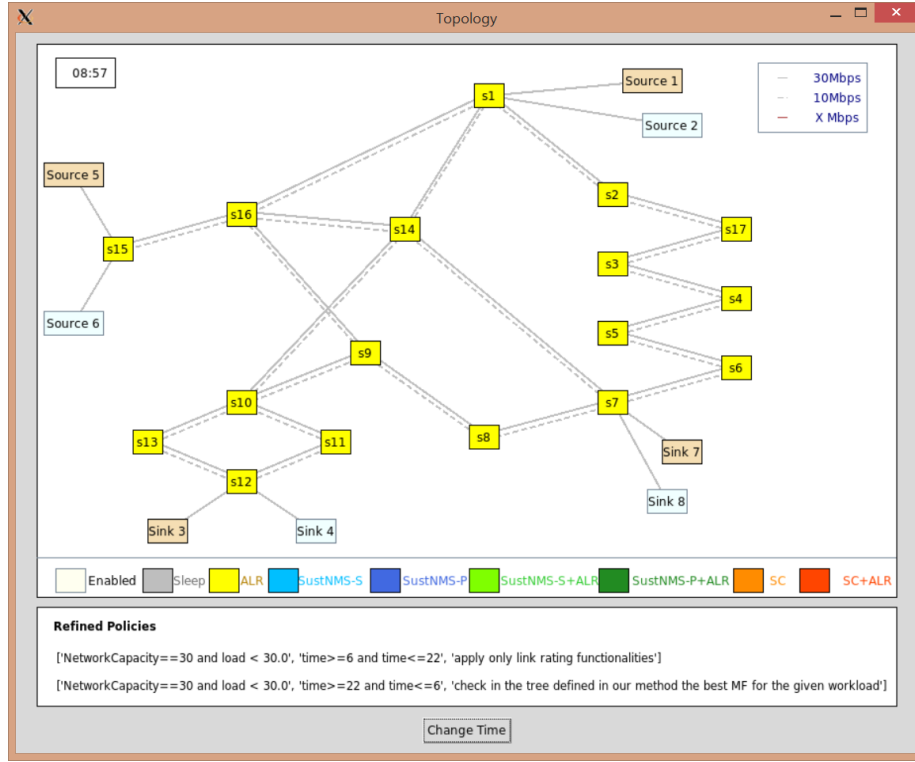 Topology
08:57
30Mbps
10Mbps
X Mbps
s1
Source 1
Source 2
Source 5
s2
s16
s14
s17
s15
s3
s4
Source 6
s5
s9
s6
s10
s7
s13
s11
s8
Sink 7
s12
Sink 8
Sink 3
Sink 4
Enabled Sleep ALR SustNMS-S SustNMS-P SustNMS-S+ALR SustNMS-P+ALR SC SC+ALR
Refined Policies
['NetworkCapacity==30 and load < 30.0', 'time>=6 and time<=22', 'apply only link rating functionalities']
['NetworkCapacity==30 and load < 30.0', 'time>=22 and time<=6', 'check in the tree defined in our method the best MF for the given workload']
Change Time